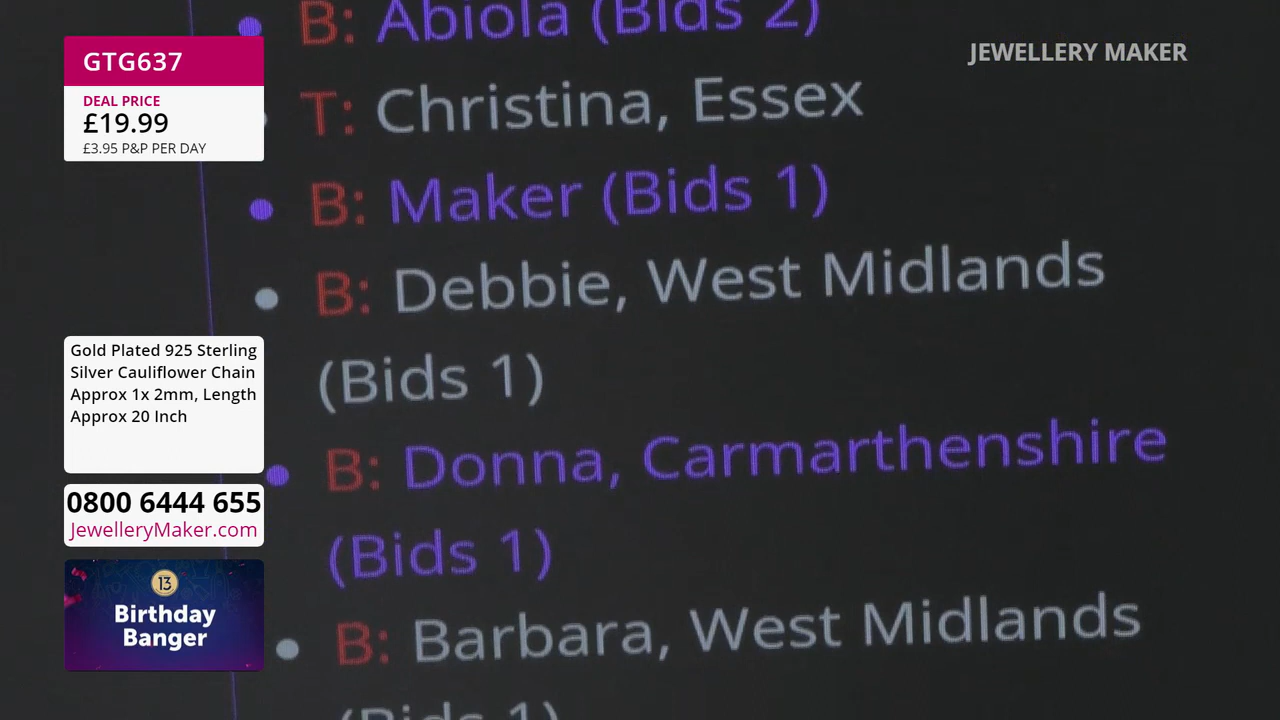 GTG637
DEAL PRICE
£19.99
£3.95 P&P PER DAY
Gold Plated 925 Sterling
Silver Cauliflower Chain
Approx 1x 2mm, Length
Approx 20 Inch
0800 6444 655
JewelleryMaker.com
13
Birthday
Banger
JEWELLERY MAKER
B: Abiola (Bids 2)
T: Christina, Essex
B: Maker (Bids 1)
B: Debbie, West Midlands
(Bids 1)
B: Donna, Carmarthenshire
(Bids 1)
B: Barbara, West Midlands
(Bids 1)